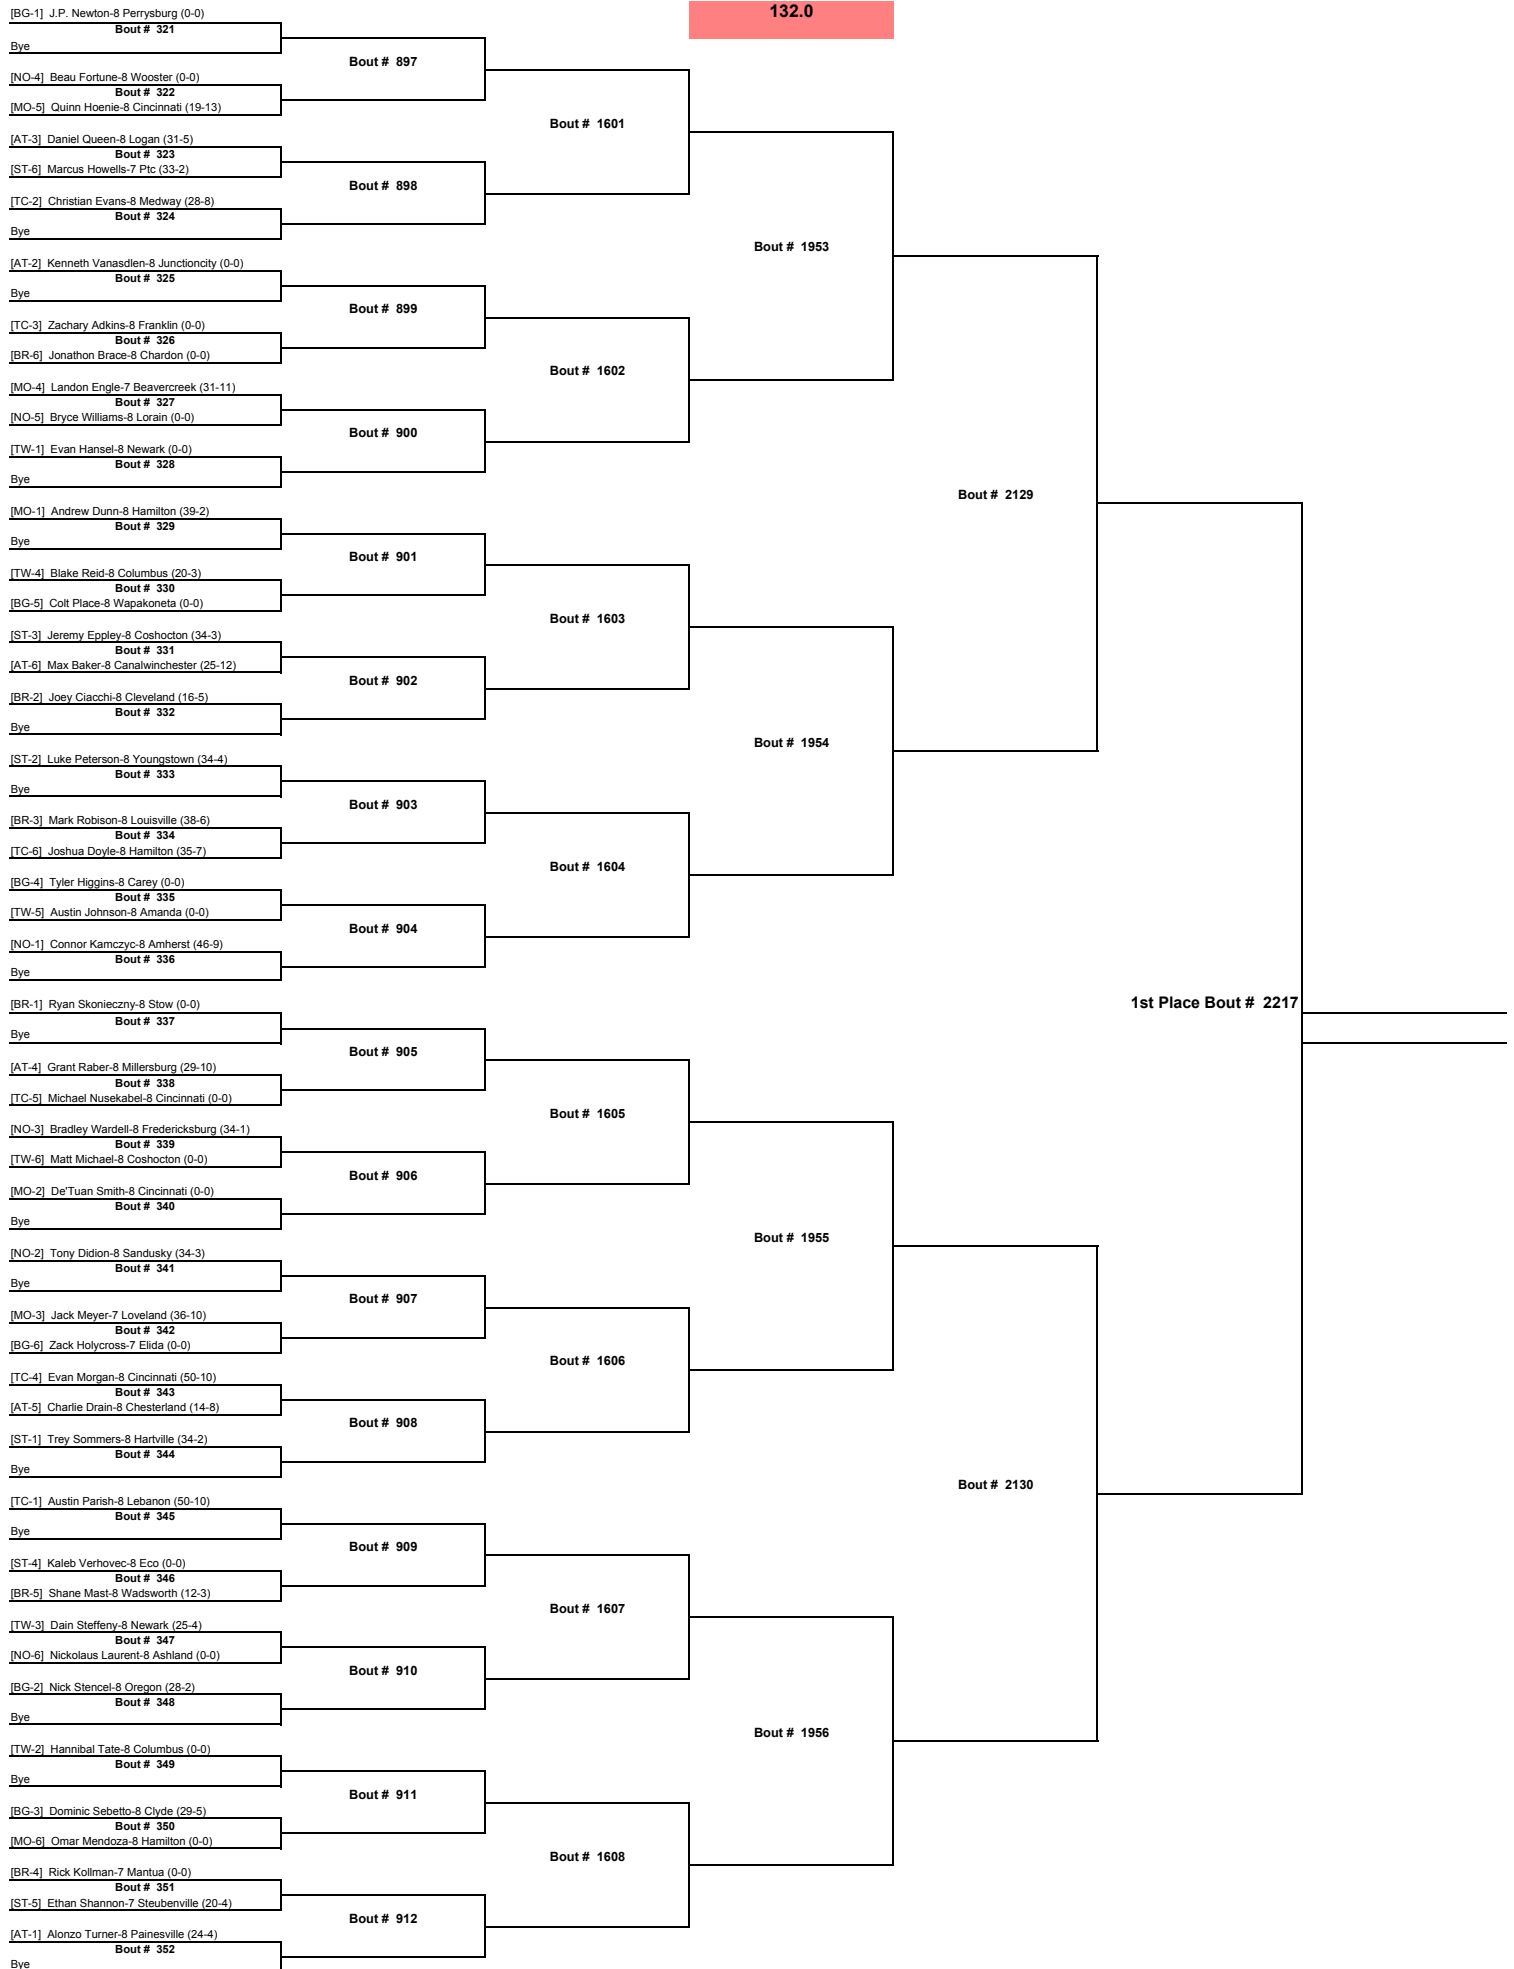 132.0
[BG-1] J.P. Newton-8 Perrysburg (0-0)
Bout # 321
Bye
Bout # 897
[NO-4] Beau Fortune-8 Wooster (0-0)
Bout # 322
[MO-5] Quinn Hoenie-8 Cincinnati (19-13)
Bout # 1601
[AT-3] Daniel Queen-8 Logan (31-5)
Bout # 323
[ST-6] Marcus Howells-7 Ptc (33-2)
Bout # 898
[TC-2] Christian Evans-8 Medway (28-8)
Bout # 324
Bye
Bout # 1953
[AT-2] Kenneth Vanasdlen-8 Junctioncity (0-0)
Bout # 325
Bye
Bout # 899
[TC-3] Zachary Adkins-8 Franklin (0-0)
Bout # 326
[BR-6] Jonathon Brace-8 Chardon (0-0)
Bout # 1602
[MO-4] Landon Engle-7 Beavercreek (31-11)
Bout # 327
[NO-5] Bryce Williams-8 Lorain (0-0)
Bout # 900
[TW-1] Evan Hansel-8 Newark (0-0)
Bout # 328
Bye
Bout # 2129
[MO-1] Andrew Dunn-8 Hamilton (39-2)
Bout # 329
Bye
Bout # 901
[TW-4] Blake Reid-8 Columbus (20-3)
Bout # 330
[BG-5] Colt Place-8 Wapakoneta (0-0)
Bout # 1603
[ST-3] Jeremy Eppley-8 Coshocton (34-3)
Bout # 331
[AT-6] Max Baker-8 Canalwinchester (25-12)
Bout # 902
[BR-2] Joey Ciacchi-8 Cleveland (16-5)
Bout # 332
Bye
Bout # 1954
[ST-2] Luke Peterson-8 Youngstown (34-4)
Bout # 333
Bye
Bout # 903
[BR-3] Mark Robison-8 Louisville (38-6)
Bout # 334
[TC-6] Joshua Doyle-8 Hamilton (35-7)
Bout # 1604
[BG-4] Tyler Higgins-8 Carey (0-0)
Bout # 335
[TW-5] Austin Johnson-8 Amanda (0-0)
Bout # 904
[NO-1] Connor Kamczyc-8 Amherst (46-9)
Bout # 336
Bye
1st Place Bout # 2217
[BR-1] Ryan Skonieczny-8 Stow (0-0)
Bout # 337
Bye
Bout # 905
[AT-4] Grant Raber-8 Millersburg (29-10)
Bout # 338
[TC-5] Michael Nusekabel-8 Cincinnati (0-0)
Bout # 1605
[NO-3] Bradley Wardell-8 Fredericksburg (34-1)
Bout # 339
[TW-6] Matt Michael-8 Coshocton (0-0)
Bout # 906
[MO-2] De'Tuan Smith-8 Cincinnati (0-0)
Bout # 340
Bye
Bout # 1955
[NO-2] Tony Didion-8 Sandusky (34-3)
Bout # 341
Bye
Bout # 907
[MO-3] Jack Meyer-7 Loveland (36-10)
Bout # 342
[BG-6] Zack Holycross-7 Elida (0-0)
Bout # 1606
[TC-4] Evan Morgan-8 Cincinnati (50-10)
Bout # 343
[AT-5] Charlie Drain-8 Chesterland (14-8)
Bout # 908
[ST-1] Trey Sommers-8 Hartville (34-2)
Bout # 344
Bye
Bout # 2130
[TC-1] Austin Parish-8 Lebanon (50-10)
Bout # 345
Bye
Bout # 909
[ST-4] Kaleb Verhovec-8 Eco (0-0)
Bout # 346
[BR-5] Shane Mast-8 Wadsworth (12-3)
Bout # 1607
[TW-3] Dain Steffeny-8 Newark (25-4)
Bout # 347
[NO-6] Nickolaus Laurent-8 Ashland (0-0)
Bout # 910
[BG-2] Nick Stencel-8 Oregon (28-2)
Bout # 348
Bye
Bout # 1956
[TW-2] Hannibal Tate-8 Columbus (0-0)
Bout # 349
Bye
Bout # 911
[BG-3] Dominic Sebetto-8 Clyde (29-5)
Bout # 350
[MO-6] Omar Mendoza-8 Hamilton (0-0)
Bout # 1608
[BR-4] Rick Kollman-7 Mantua (0-0)
Bout # 351
[ST-5] Ethan Shannon-7 Steubenville (20-4)
Bout # 912
[AT-1] Alonzo Turner-8 Painesville (24-4)
Bout # 352
Bye